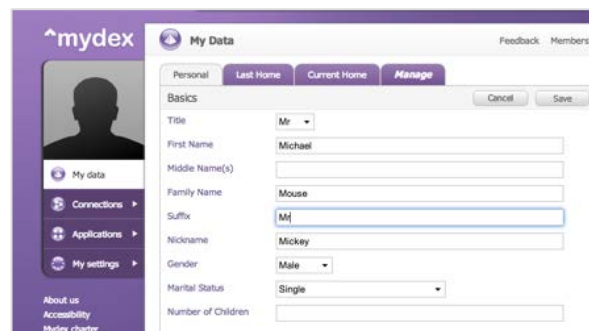 ^mydex
My Data
Feedback Members
Personal Last Home Current Home Manage
Basics Cancel Save
Title Mr
First Name Michael
Middle Name(s)
Family Name Mouse
Suffix Mr
Nickname Mickey
Gender Male
Marital Status Single
Number of Children
My data
Connections
Applications
My settings
About us
Accessibility
Mydex charter